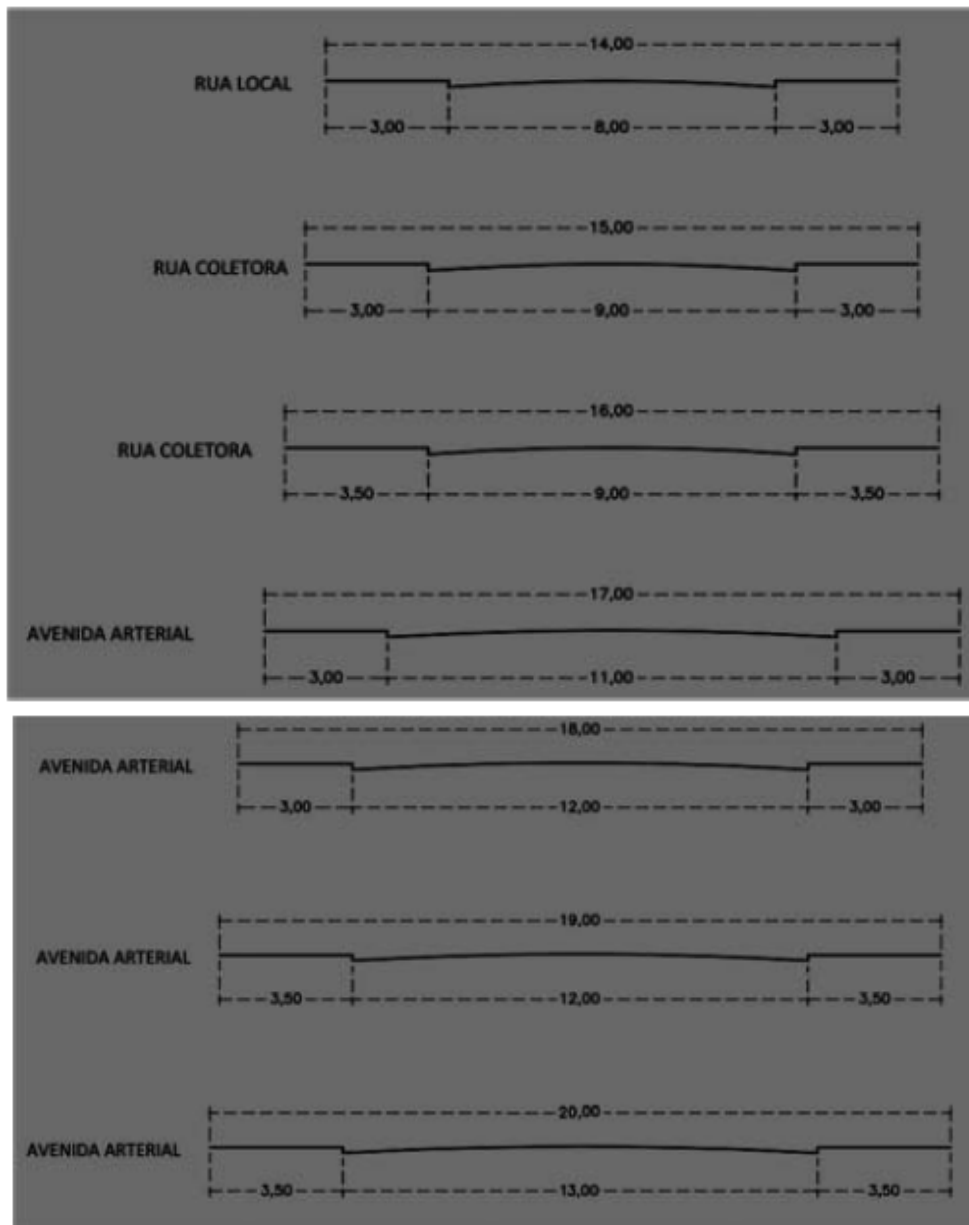 14,00
RUA LOCAL
3,00 8,00 3,00
15,00
RUA COLETORA
3,00 9,00 3,00
16,00
RUA COLETORA
3,50 9,00 3,50
17,00
AVENIDA ARTERIAL
3,00 11,00 3,00
18,00
AVENIDA ARTERIAL
3,00 12,00 3,00
19,00
AVENIDA ARTERIAL
3,50 12,00 3,50
20,00
AVENIDA ARTERIAL
3,50 13,00 3,50